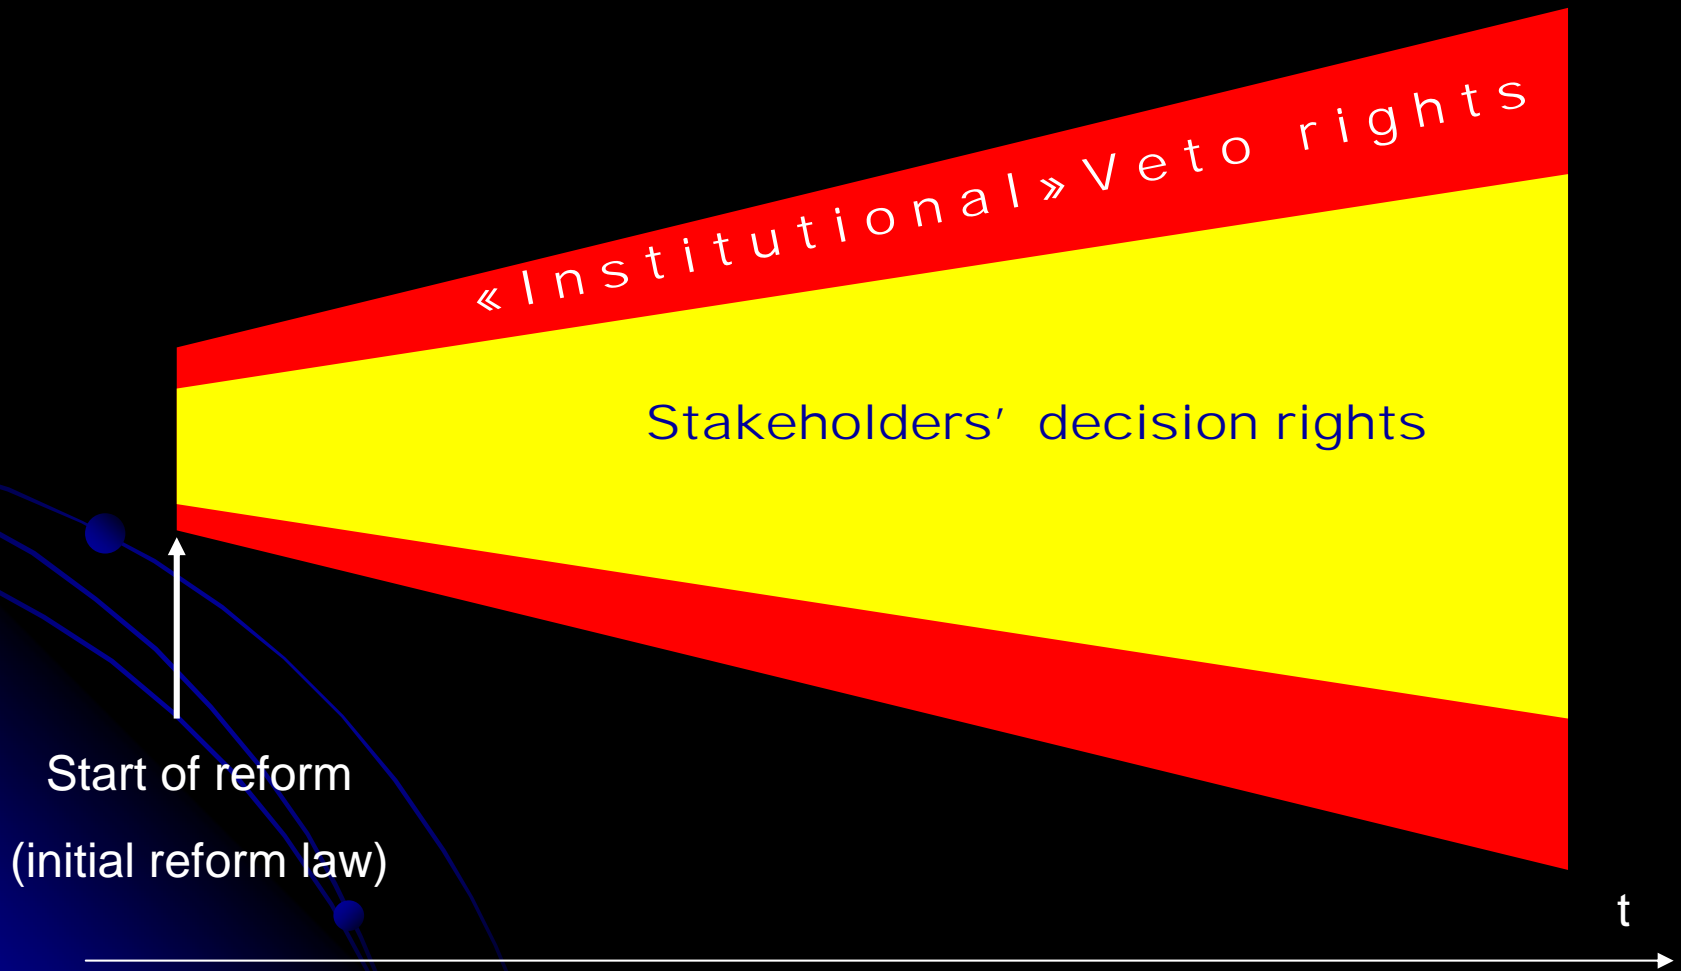 «Institutional»Veto rights
Stakeholders’ decision rights
Start of reform
(initial reform law)
t